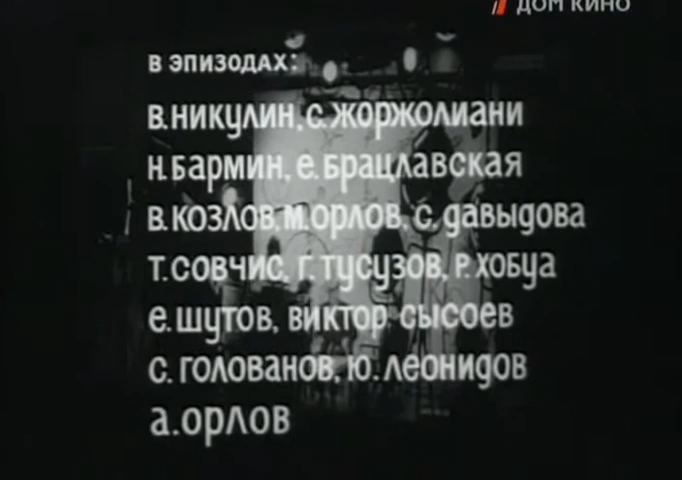 ДОМ КИНО
в эпизодах:
в.никулин, с.жоржолиани
н.бармин, е.брацлавская
в.козлов, м.орлов, с.давыдова
т.совчис, г.тусузов, р.хобуа
е.шутов, виктор сысоев
с.голованов, ю.леонидов
а.орлов